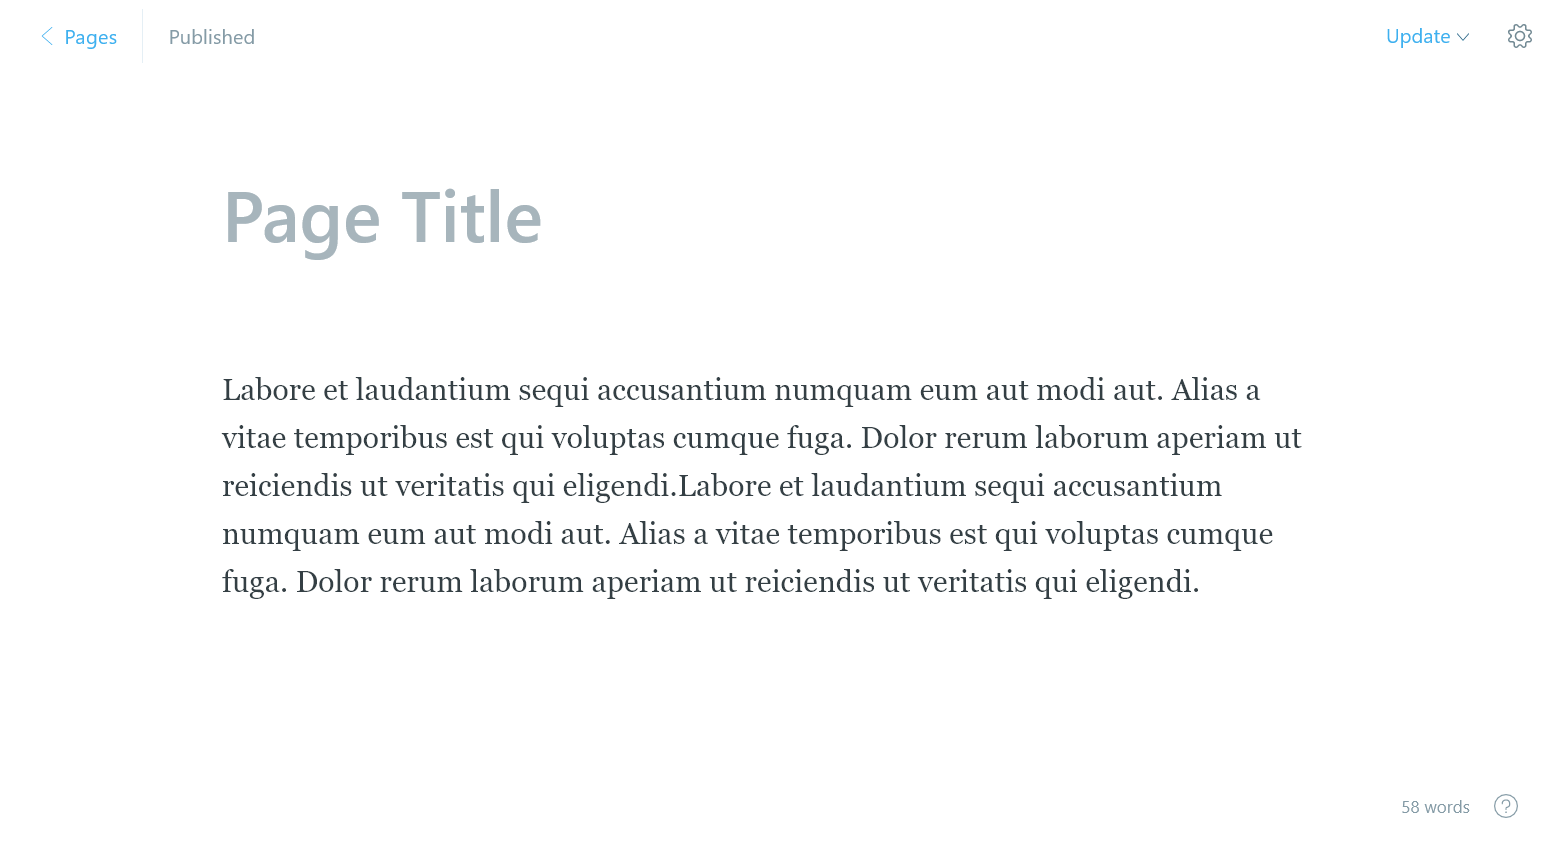 Pages
Published
Update
Page Title
Labore et laudantium sequi accusantium numquam eum aut modi aut. Alias a
vitae temporibus est qui voluptas cumque fuga. Dolor rerum laborum aperiam ut
reiciendis ut veritatis qui eligendi.Labore et laudantium sequi accusantium
numquam eum aut modi aut. Alias a vitae temporibus est qui voluptas cumque
fuga. Dolor rerum laborum aperiam ut reiciendis ut veritatis qui eligendi.
58 words
?